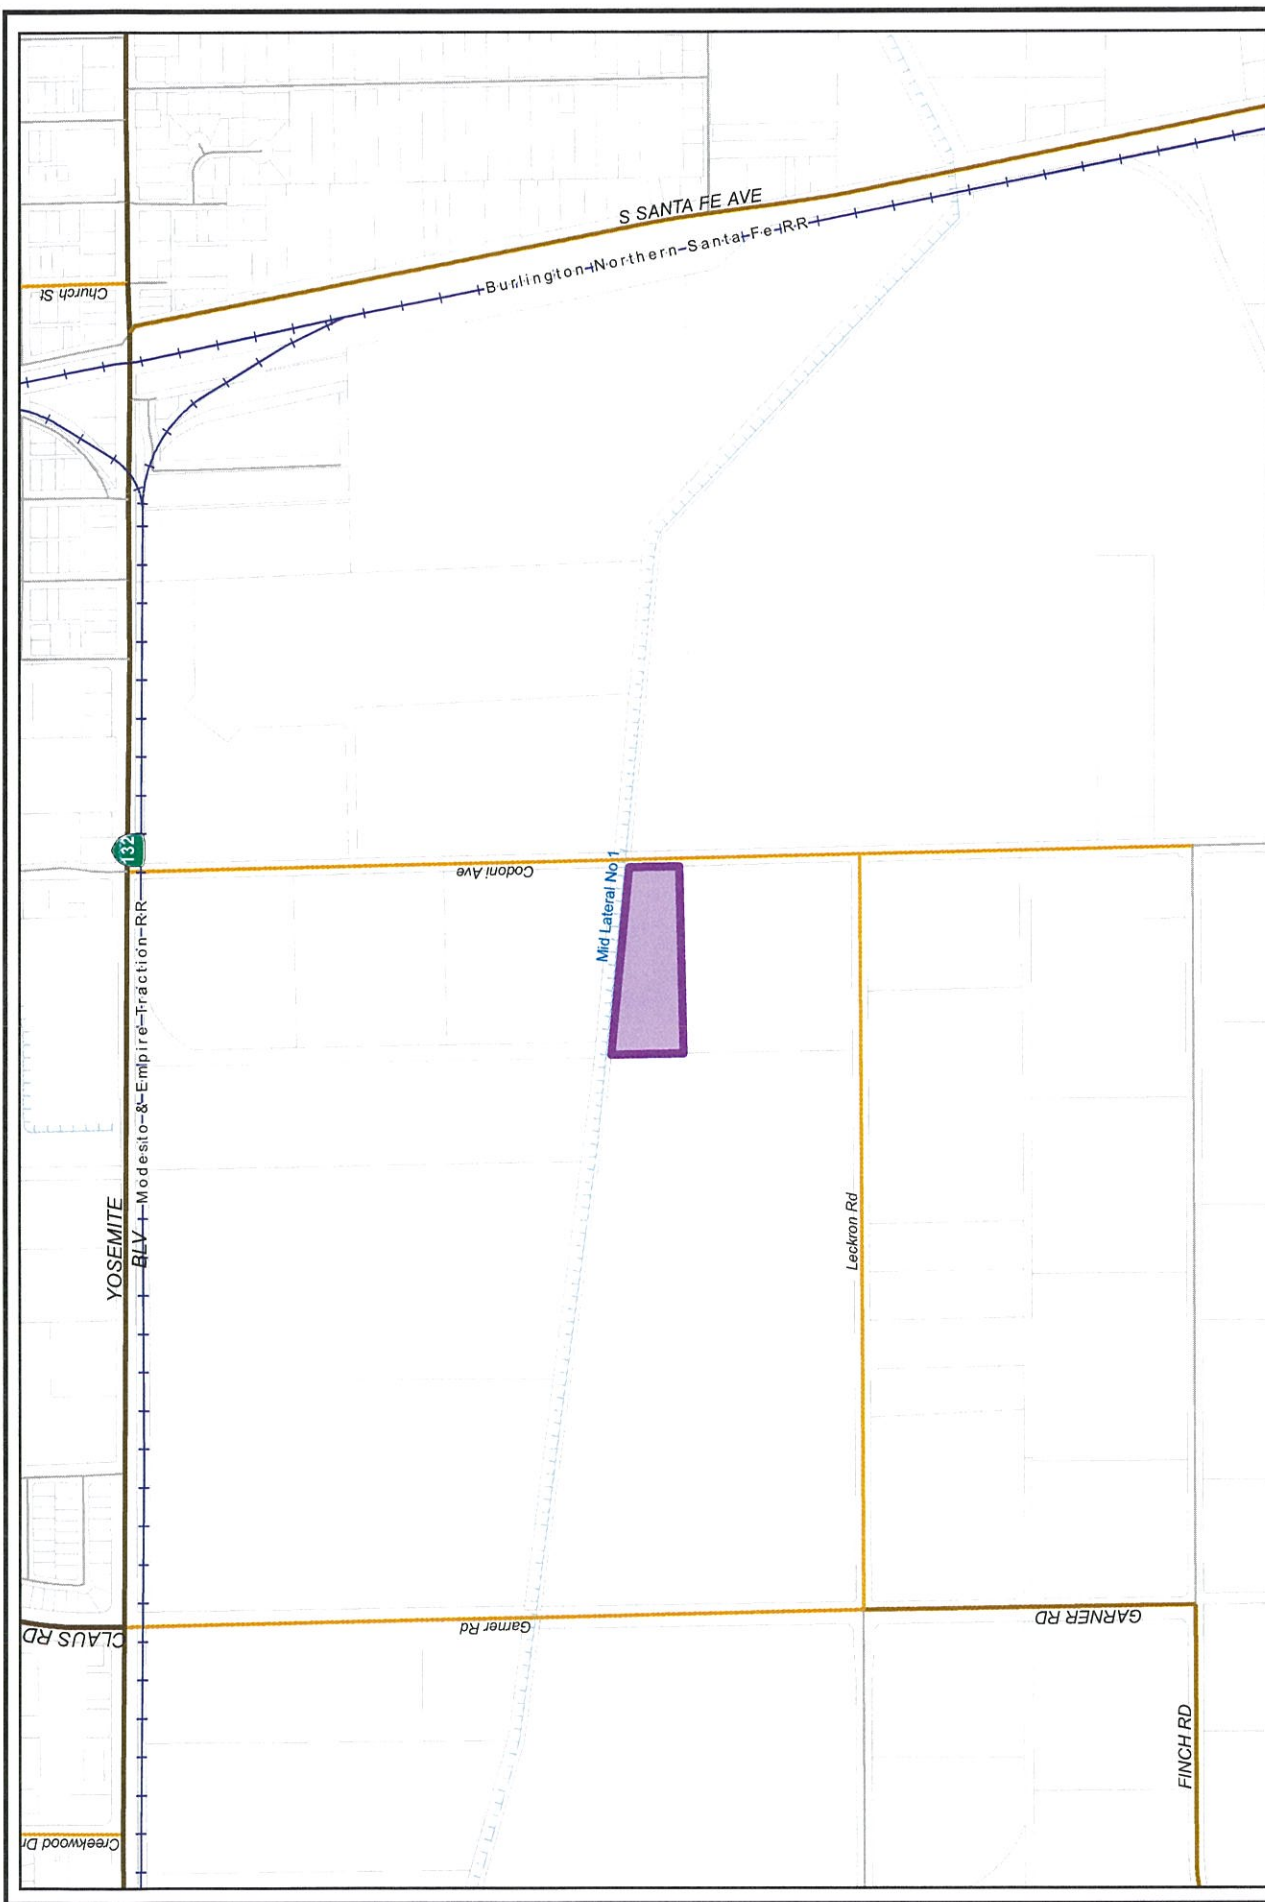 S SANTA FE AVE
Burlington Northern Santa Fe RR
Church St
132
Codoni Ave
Mid Lateral No 1
Modesito & Empire Traction RR
YOSEMITE
BLV
Leckron Rd
CLAUS RD
Garner Rd
GARNER RD
FINCH RD
Creekwood Dr